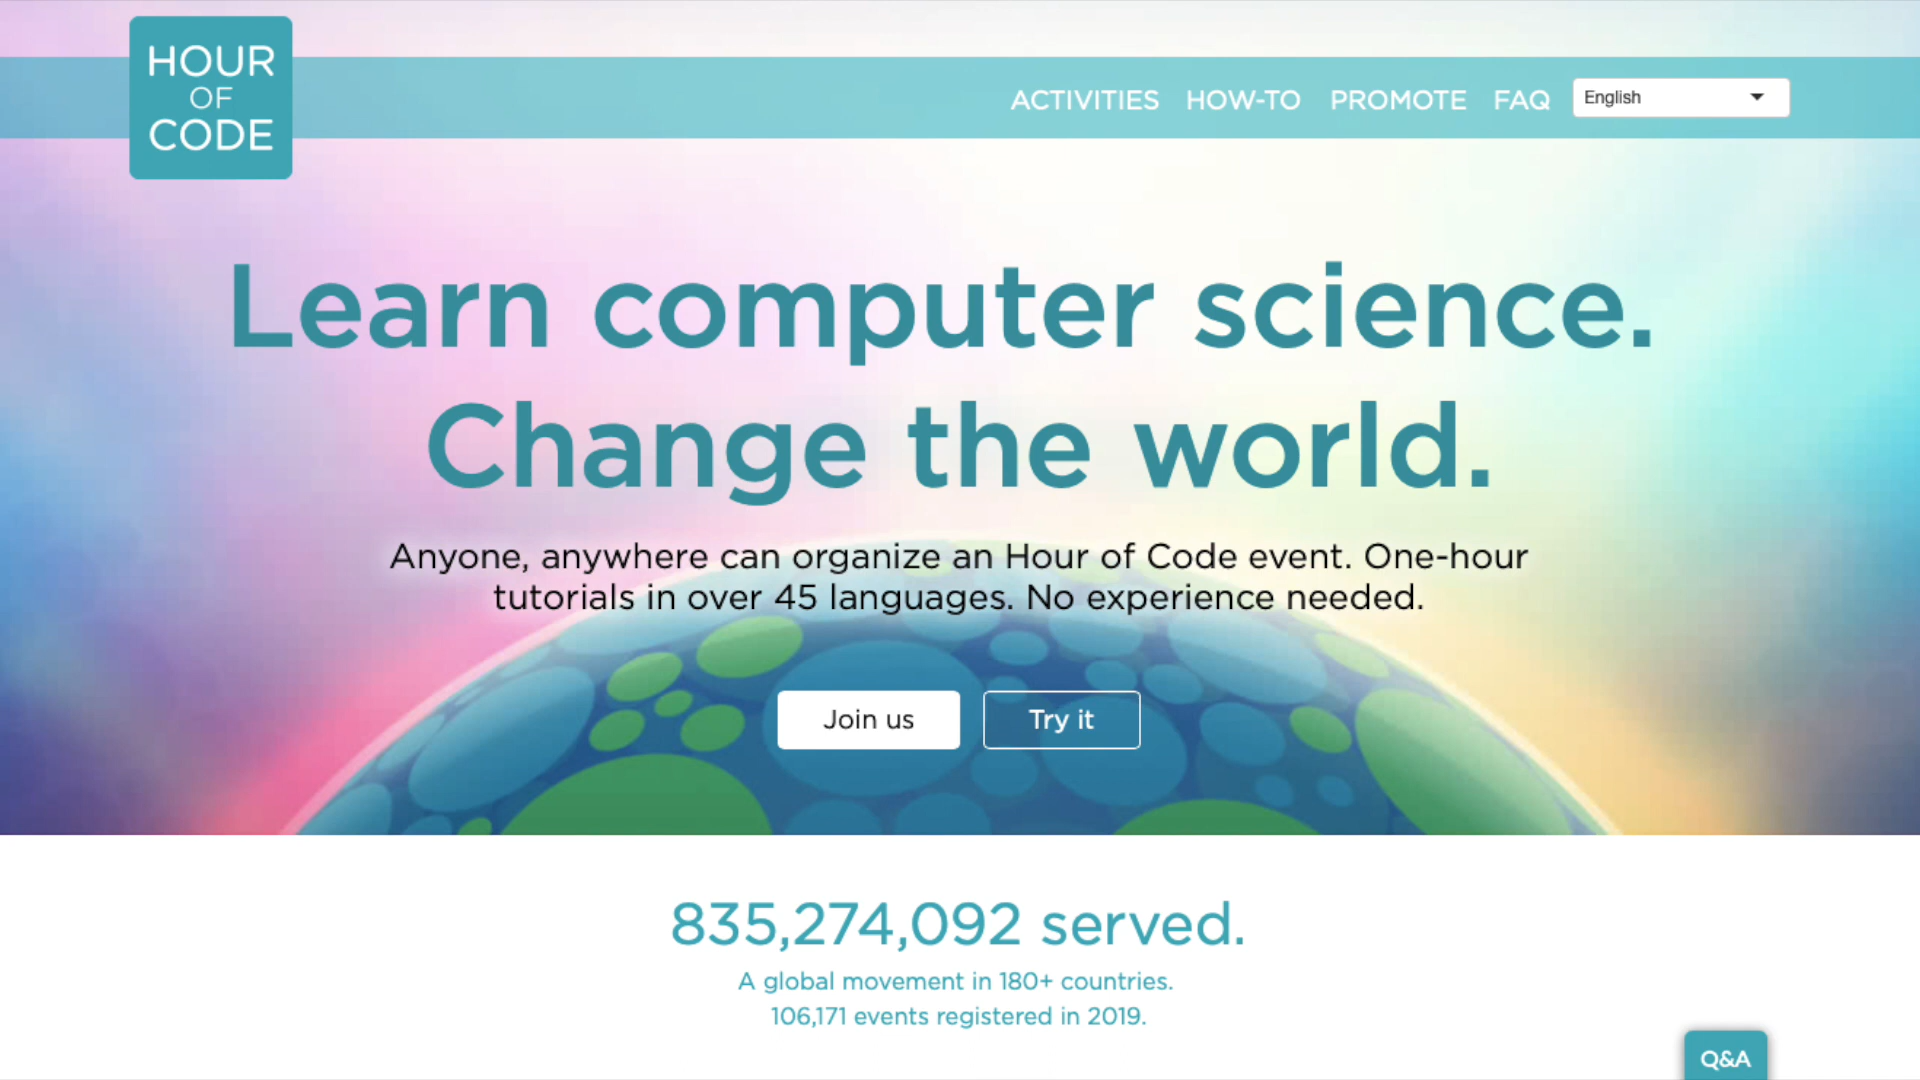 HOUR
OF
CODE
ACTIVITIES HOW-TO PROMOTE FAQ English
Learn computer science.
Change the world.
Anyone, anywhere can organize an Hour of Code event. One-hour
tutorials in over 45 languages. No experience needed.
Join us Try it
835,274,092 served.
A global movement in 180+ countries.
106,171 events registered in 2019.
Q&A